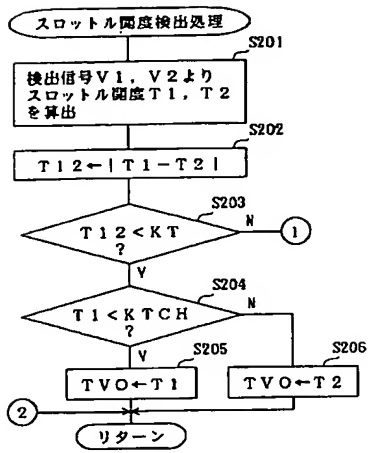 スロットル開度検出処理
S201
検出信号V1,V2より
スロットル開度T1,T2
を算出
S202
T12←|T1-T2|
S203
T12<KT
?
N
1
Y
S204
T1<KTCH
?
N
Y
S205
TVO←T1
S206
TVO←T2
2
リターン